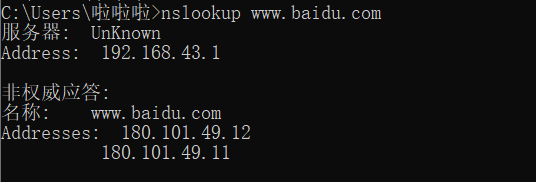 C:\Users\啦啦啦>nslookup www.baidu.com
服务器:  UnKnown
Address:  192.168.43.1
非权威应答:
名称:    www.baidu.com
Addresses:  180.101.49.12
          180.101.49.11